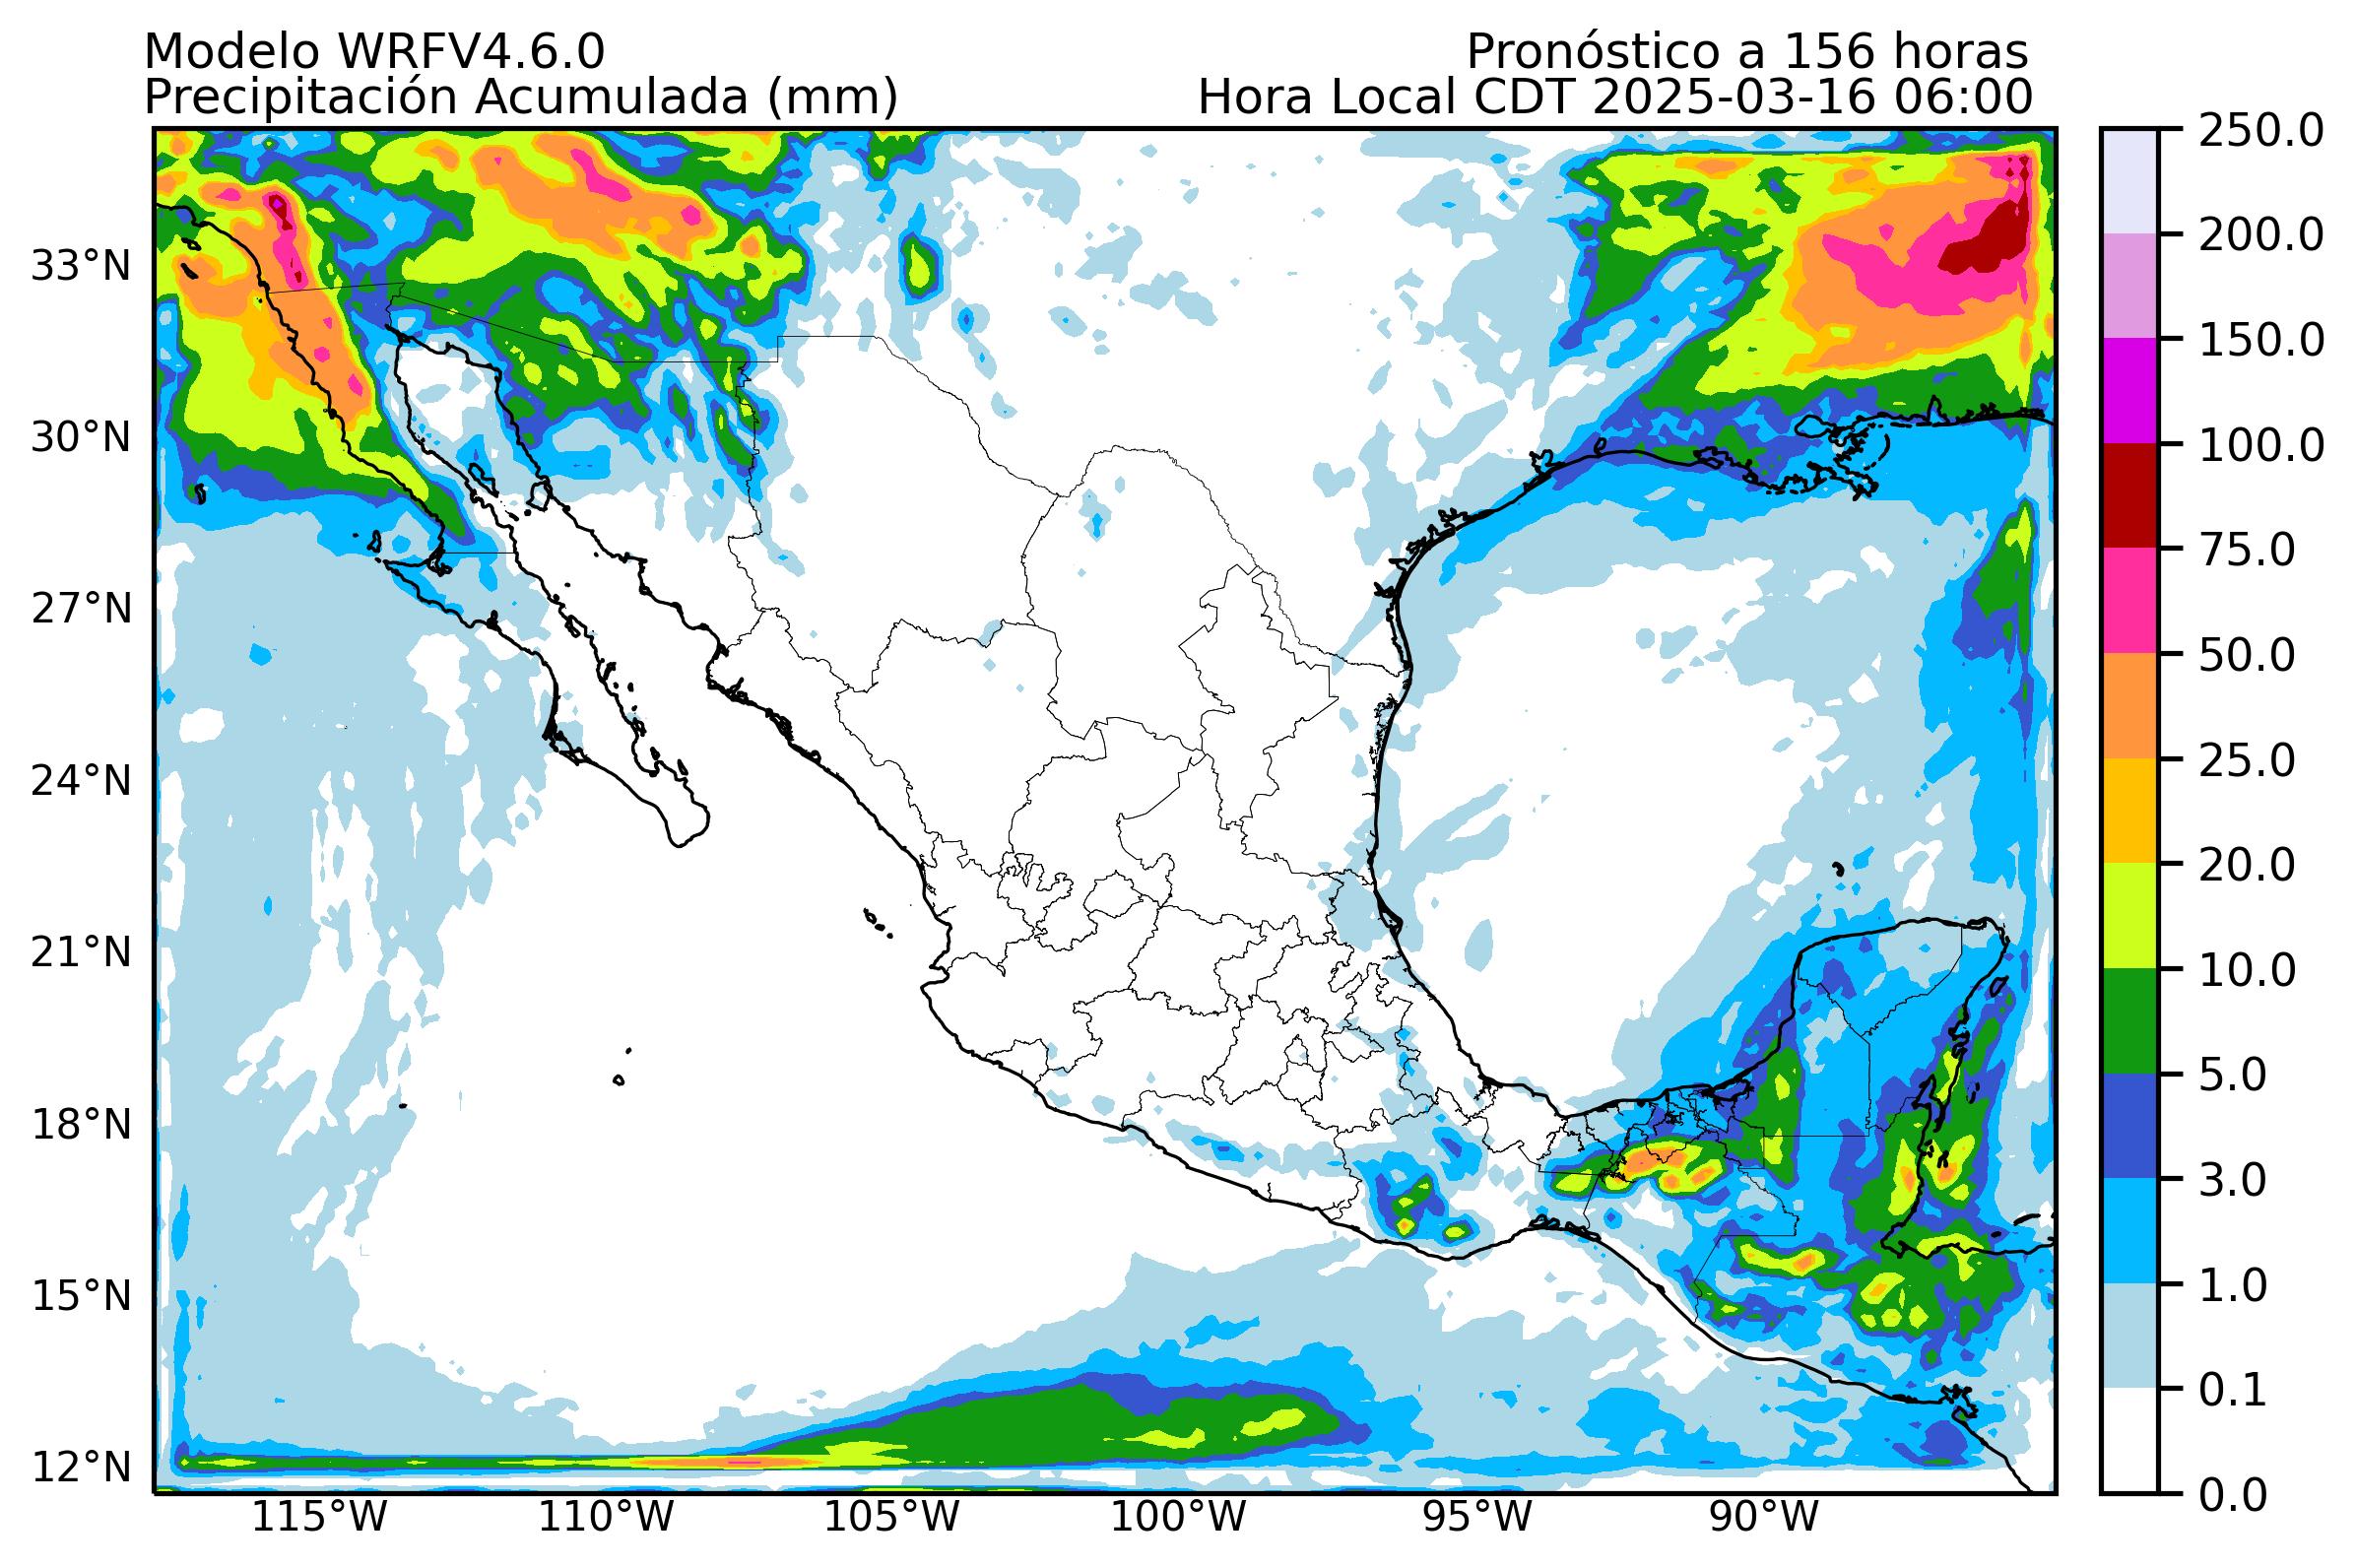 Modelo WRFV4.6.0
Pronóstico a 156 horas
Precipitación Acumulada (mm)
Hora Local CDT 2025-03-16 06:00
250.0
200.0
150.0
100.0
75.0
50.0
25.0
20.0
10.0
5.0
3.0
1.0
0.1
0.0
33°N
30°N
27°N
24°N
21°N
18°N
15°N
12°N
115°W
110°W
105°W
100°W
95°W
90°W